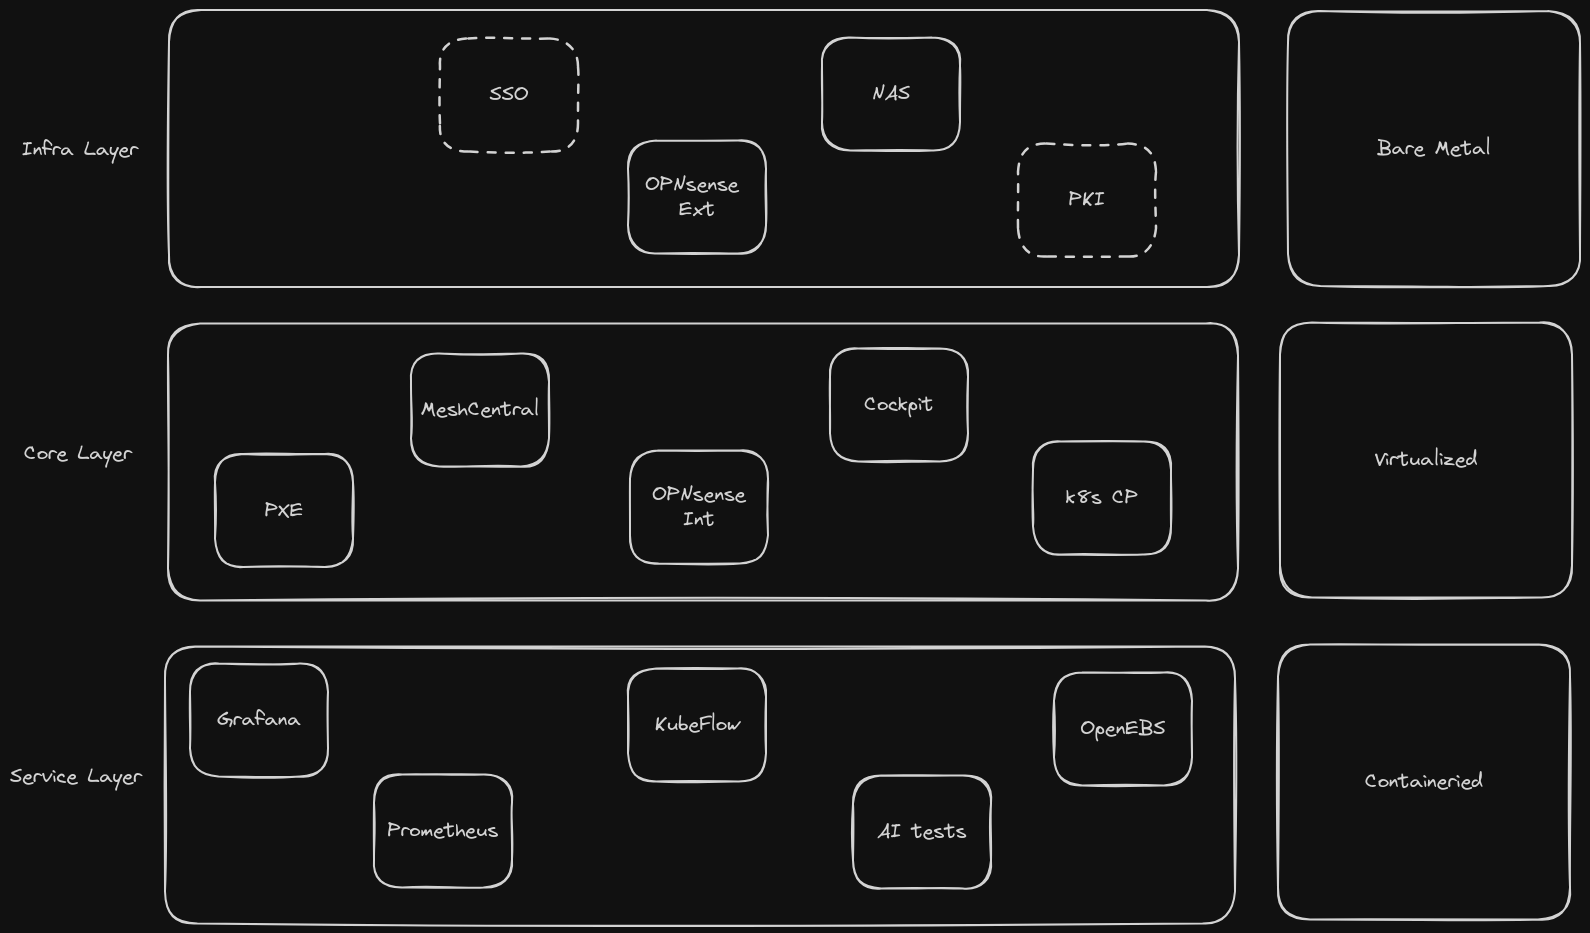 Infra Layer
SSO
NAS
OPNsense
Ext
PKI
Bare Metal
Core Layer
MeshCentral
Cockpit
PXE
OPNsense
Int
k8s CP
Virtualized
Service Layer
Grafana
KubeFlow
OpenEBS
Prometheus
AI tests
Containeried